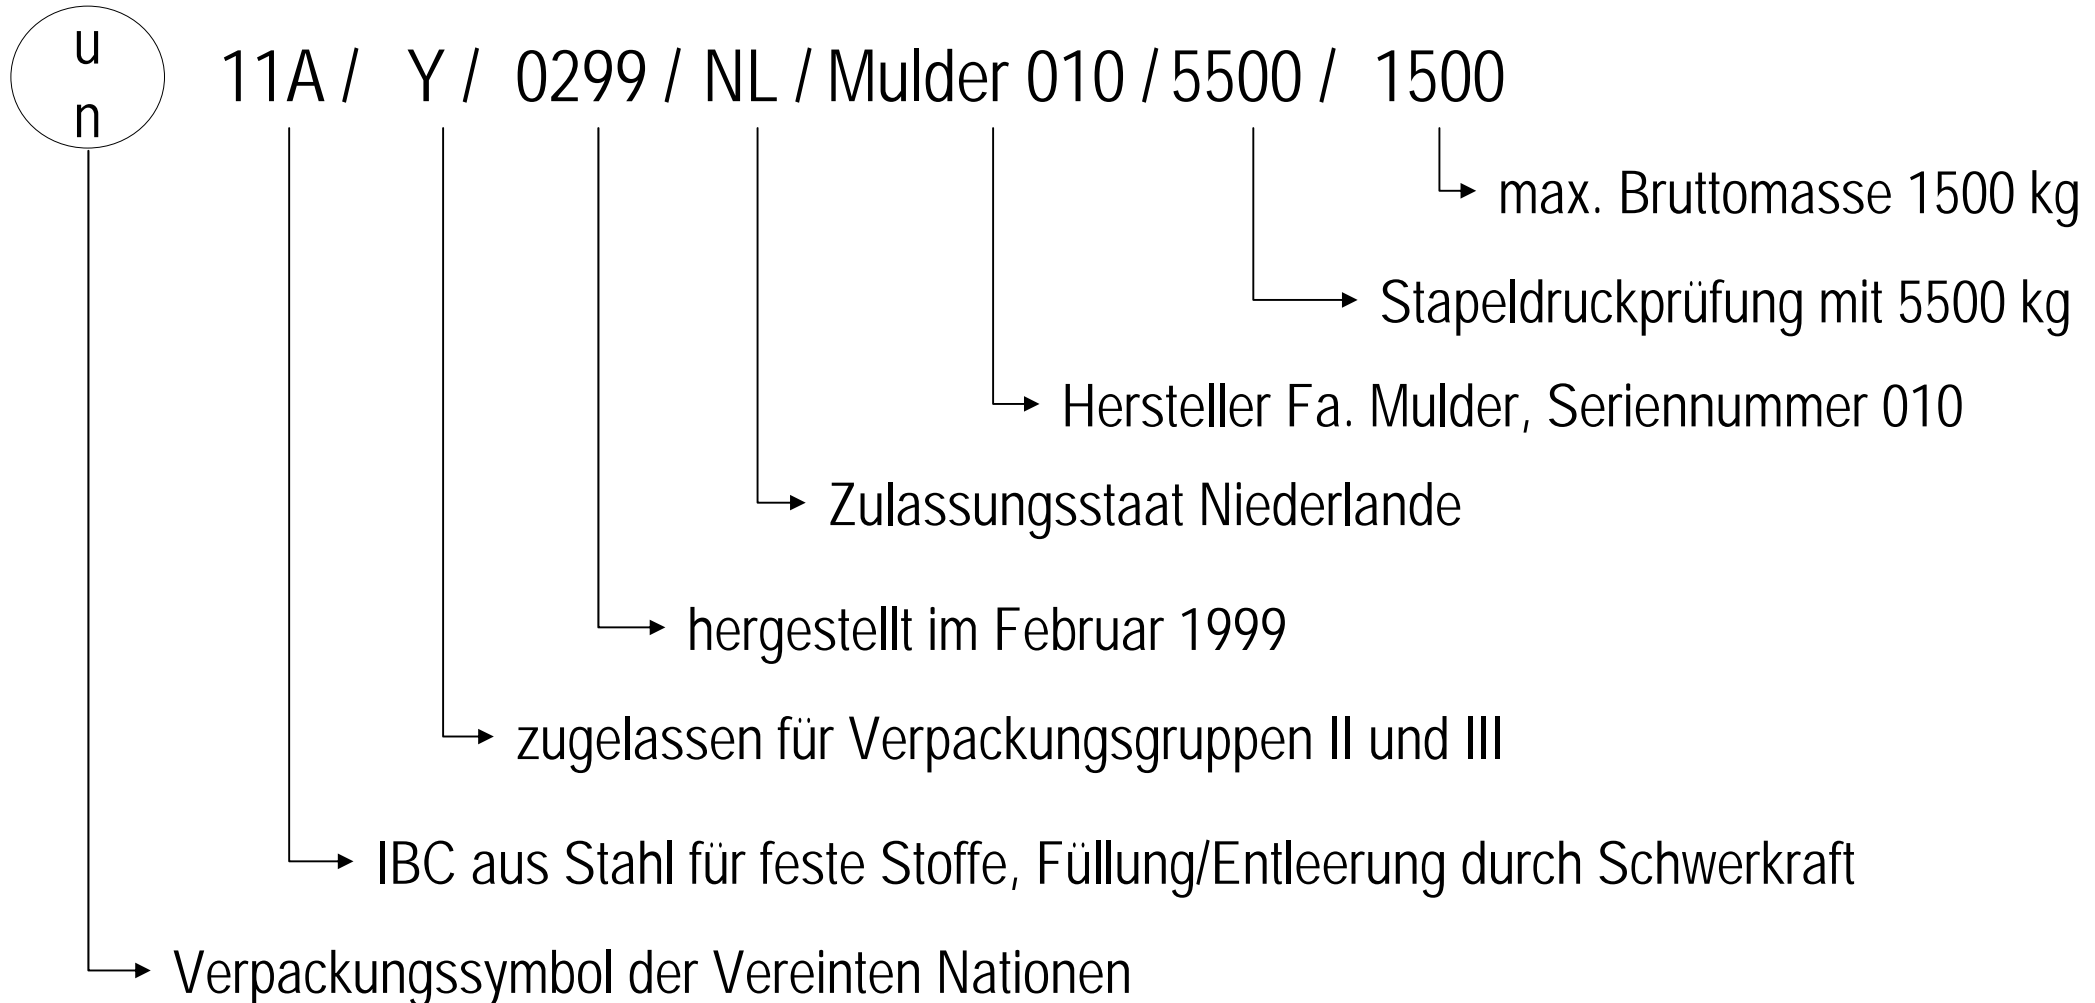 u
n
11A / Y / 0299 / NL / Mulder 010 / 5500 / 1500
max. Bruttomasse 1500 kg
Stapeldruckprüfung mit 5500 kg
Hersteller Fa. Mulder, Seriennummer 010
Zulassungsstaat Niederlande
hergestellt im Februar 1999
zugelassen für Verpackungsgruppen II und III
IBC aus Stahl für feste Stoffe, Füllung/Entleerung durch Schwerkraft
Verpackungssymbol der Vereinten Nationen